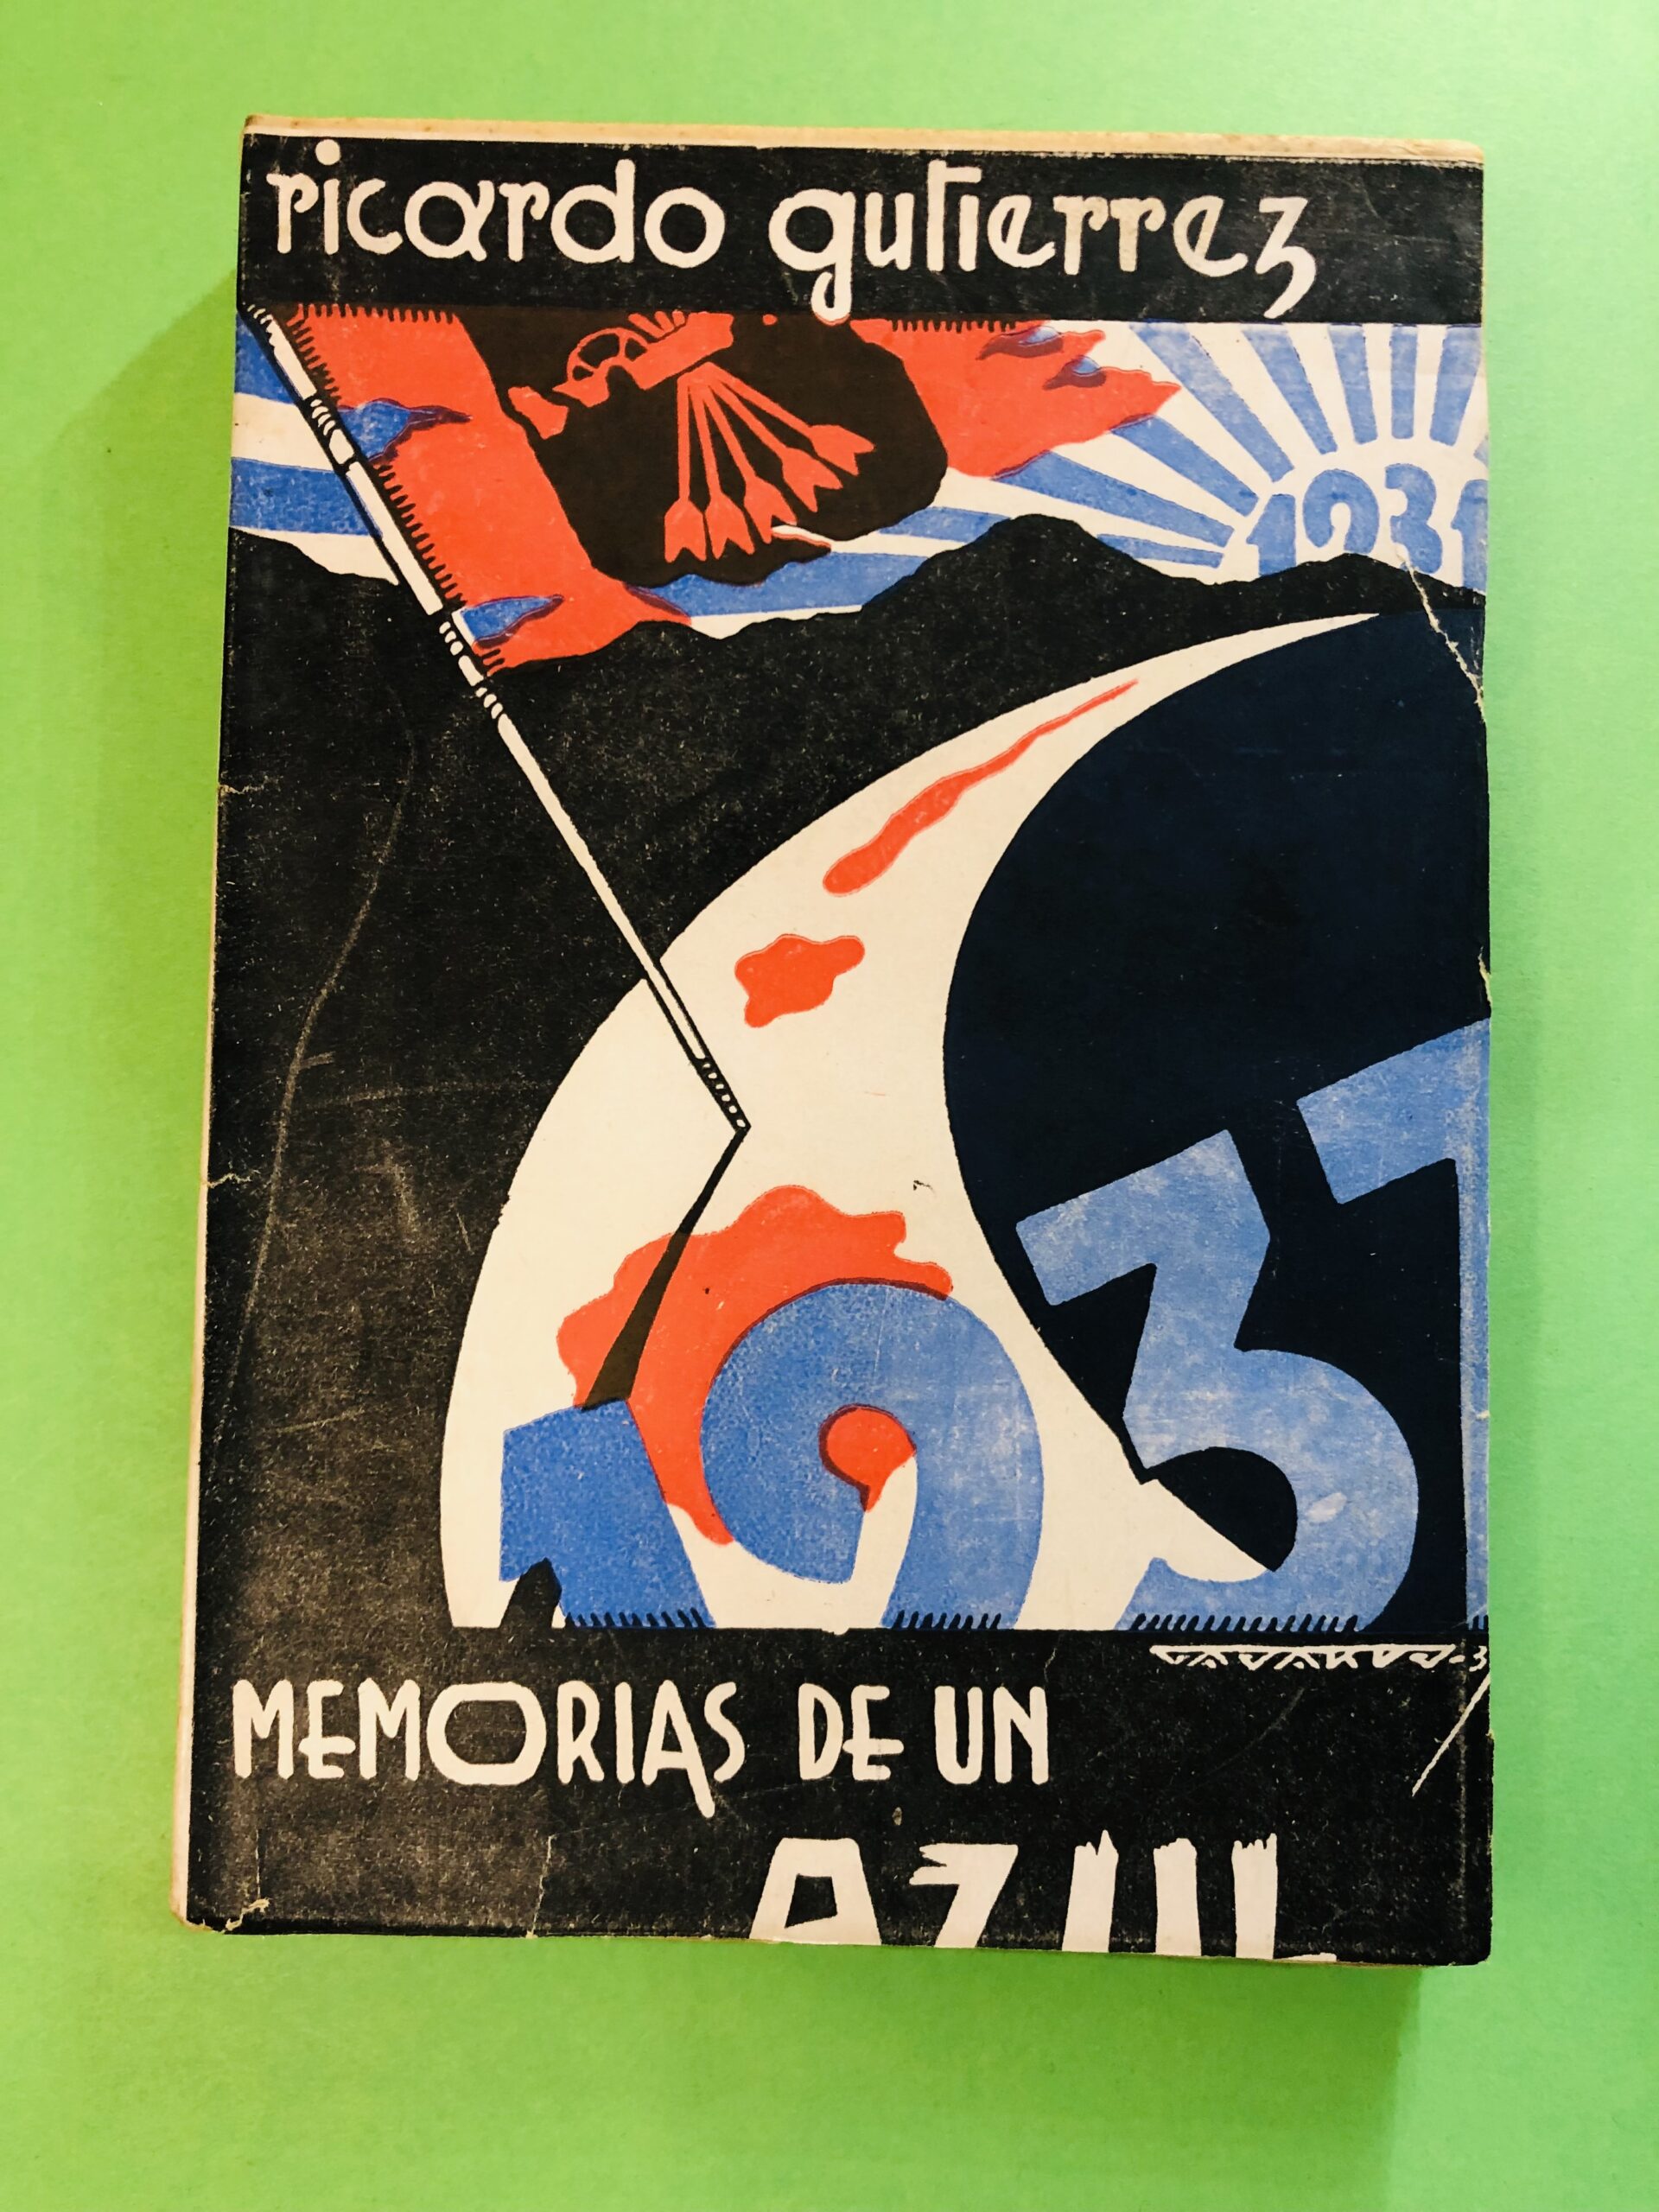 ricardo gutierrez
1931
1937
MEMORIAS DE UN
AZUL